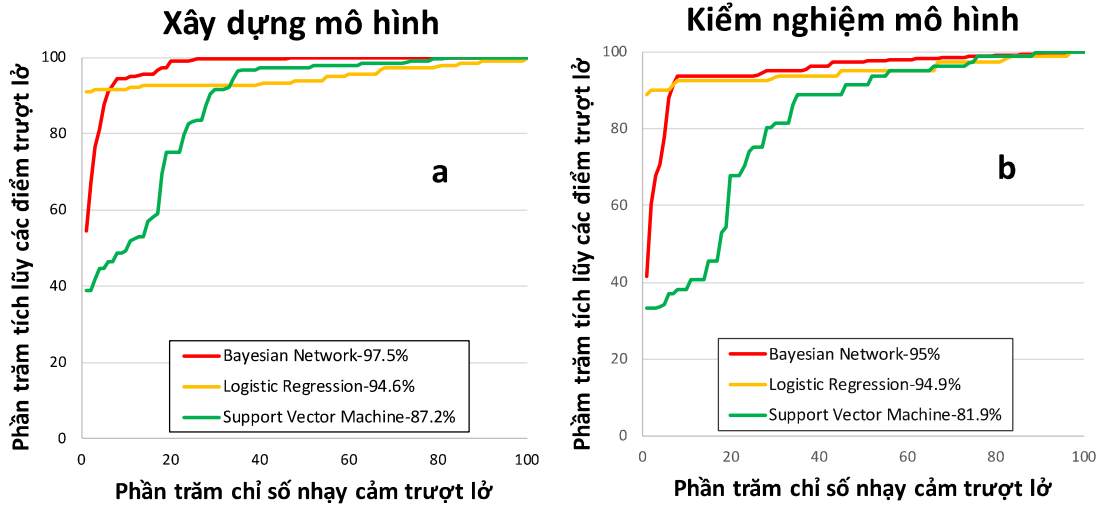 Xây dựng mô hình
Phần trăm tích lũy các điểm trượt lở
100
80
60
40
20
0
a
Bayesian Network-97.5%
Logistic Regression-94.6%
Support Vector Machine-87.2%
0 20 40 60 80 100
Phần trăm chỉ số nhạy cảm trượt lở
Kiểm nghiệm mô hình
Phầm trăm tích lũy các điểm trượt lở
100
80
60
40
20
0
b
Bayesian Network-95%
Logistic Regression-94.9%
Support Vector Machine-81.9%
0 20 40 60 80 100
Phần trăm chỉ số nhạy cảm trượt lở